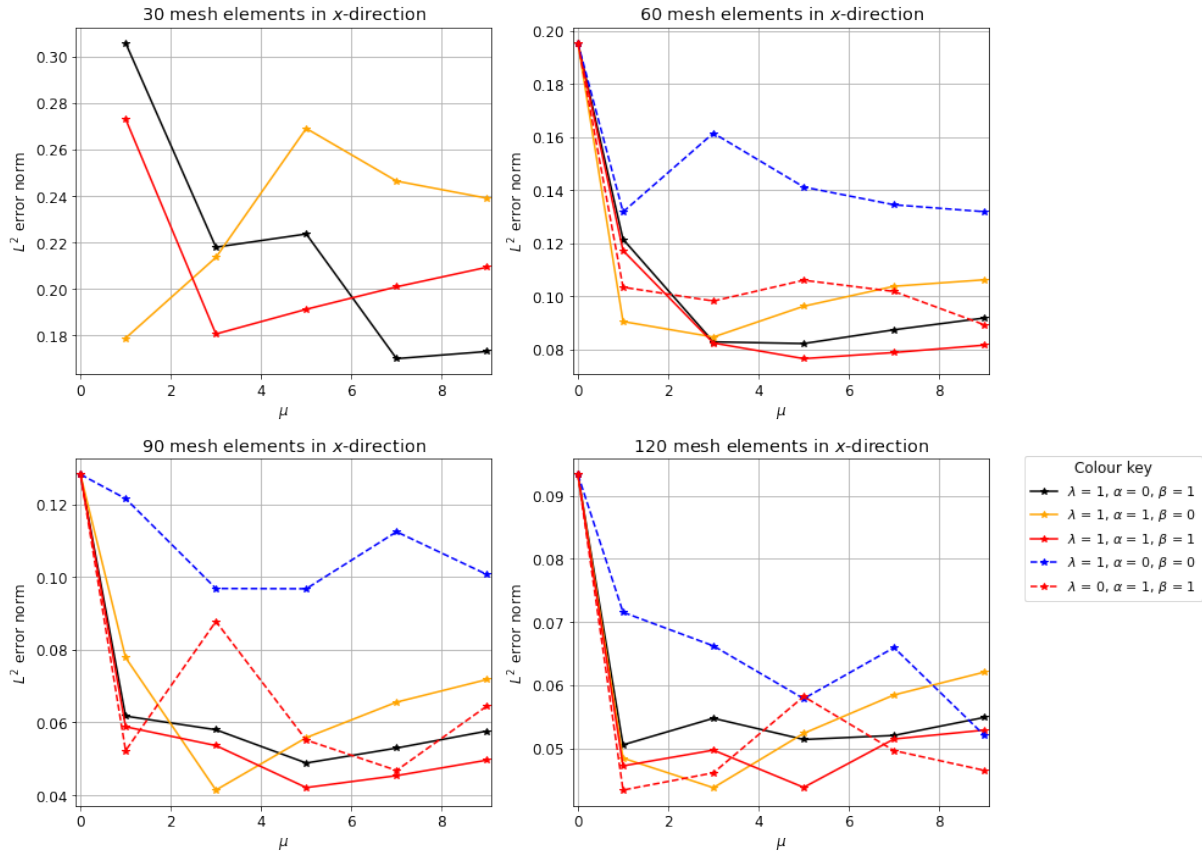 30 mesh elements in x-direction
0.30
0.28
0.26
0.24
0.22
0.20
0.18
L² error norm
0 2 4 6 8
μ
60 mesh elements in x-direction
0.20
0.18
0.16
0.14
0.12
0.10
0.08
L² error norm
0 2 4 6 8
μ
90 mesh elements in x-direction
0.12
0.10
0.08
0.06
0.04
L² error norm
0 2 4 6 8
μ
120 mesh elements in x-direction
0.09
0.08
0.07
0.06
0.05
L² error norm
0 2 4 6 8
μ
Colour key
λ = 1, α = 0, β = 1
λ = 1, α = 1, β = 0
λ = 1, α = 1, β = 1
λ = 1, α = 0, β = 0
λ = 0, α = 1, β = 1